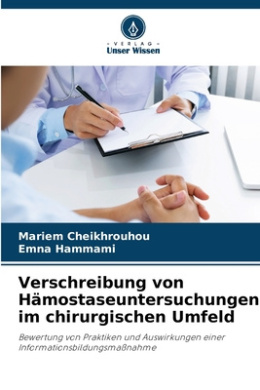 VERLAG
Unser Wissen
Mariem Cheikhrouhou
Emna Hammami
Verschreibung von
Hämostaseuntersuchungen
im chirurgischen Umfeld
Bewertung von Praktiken und Auswirkungen einer
Informationsbildungsmaßnahme